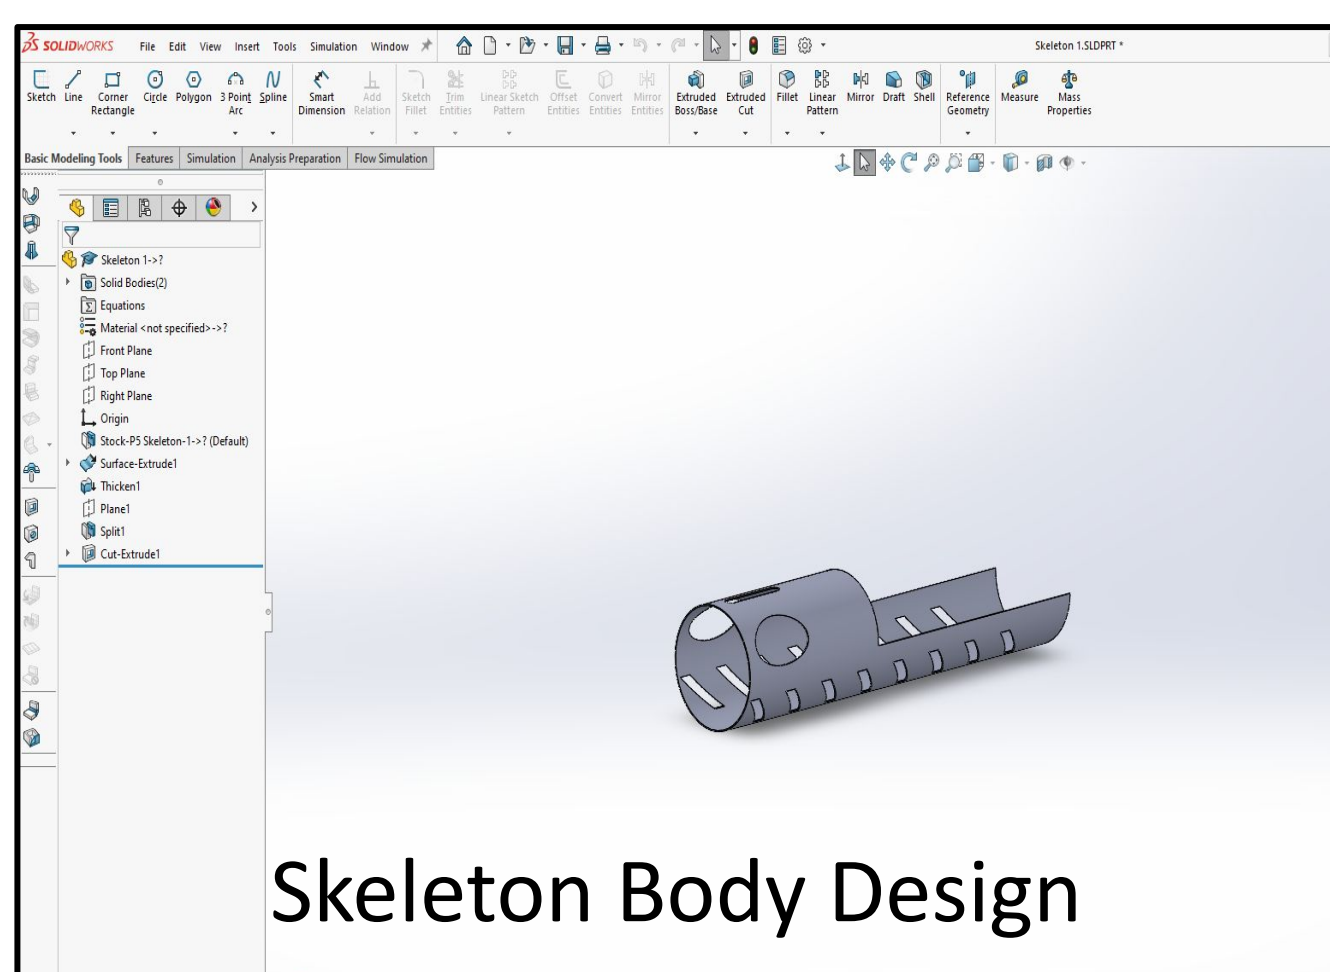 SOLIDWORKS File Edit View Insert Tools Simulation Window Skeleton 1.SLDPRT *
Sketch Line Corner Rectangle Circle Polygon 3 Point Arc Spline Smart Dimension Add Relation Sketch Fillet Trim Entities Linear Sketch Pattern Offset Entities Convert Entities Mirror Entities Extruded Boss/Base Extruded Cut Fillet Linear Pattern Mirror Draft Shell Reference Geometry Measure Mass Properties
Basic Modeling Tools Features Simulation Analysis Preparation Flow Simulation
Skeleton 1->?
Solid Bodies(2)
Equations
Material <not specified>->?
Front Plane
Top Plane
Right Plane
Origin
Stock-P5 Skeleton-1->? (Default)
Surface-Extrude1
Thicken1
Plane1
Split1
Cut-Extrude1
Skeleton Body Design